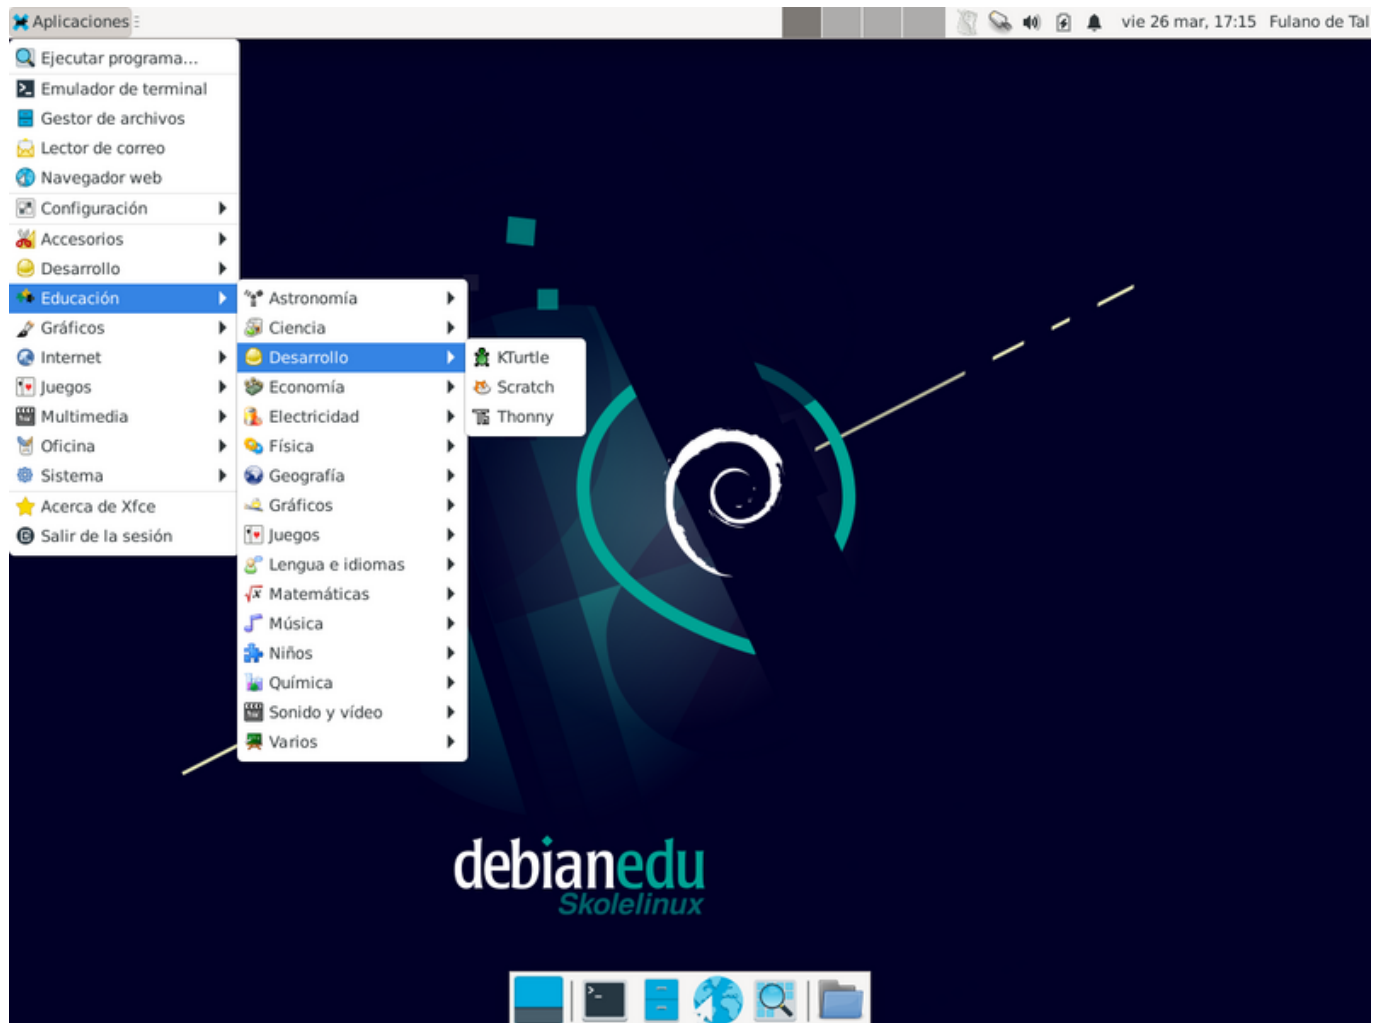 Aplicaciones
vie 26 mar, 17:15 Fulano de Tal
Ejecutar programa...
Emulador de terminal
Gestor de archivos
Lector de correo
Navegador web
Configuración
Accesorios
Desarrollo
Educación
Gráficos
Internet
Juegos
Multimedia
Oficina
Sistema
Acerca de Xfce
Salir de la sesión
Astronomía
Ciencia
Desarrollo
Economía
Electricidad
Física
Geografía
Gráficos
Juegos
Lengua e idiomas
Matemáticas
Música
Niños
Química
Sonido y vídeo
Varios
KTurtle
Scratch
Thonny
debianedu
Skolelinux